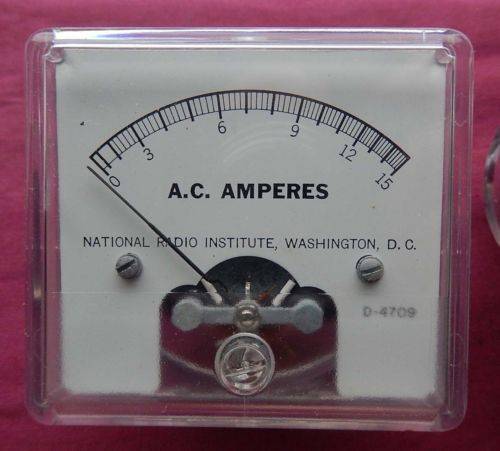 0 3 6 9 12 15
A.C. AMPERES
NATIONAL RADIO INSTITUTE, WASHINGTON, D. C.
D-4709